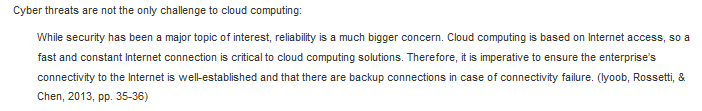 Cyber threats are not the only challenge to cloud computing:
While security has been a major topic of interest, reliability is a much bigger concern. Cloud computing is based on Internet access, so a
fast and constant Internet connection is critical to cloud computing solutions. Therefore, it is imperative to ensure the enterprise's
connectivity to the Internet is well-established and that there are backup connections in case of connectivity failure. (Iyoob, Rossetti, &
Chen, 2013, pp. 35-36)